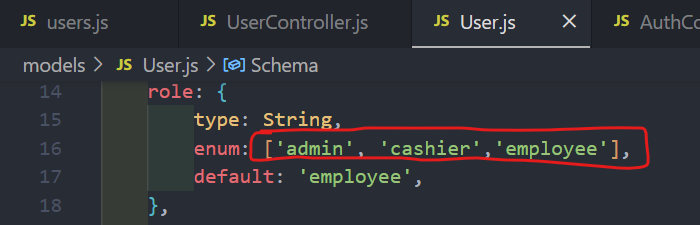 JS users.js JS UserController.js JS User.js × JS AuthCo
models > JS User.js > Schema
14 role: {
15 type: String,
16 enum: ['admin', 'cashier','employee'],
17 default: 'employee',
18 },